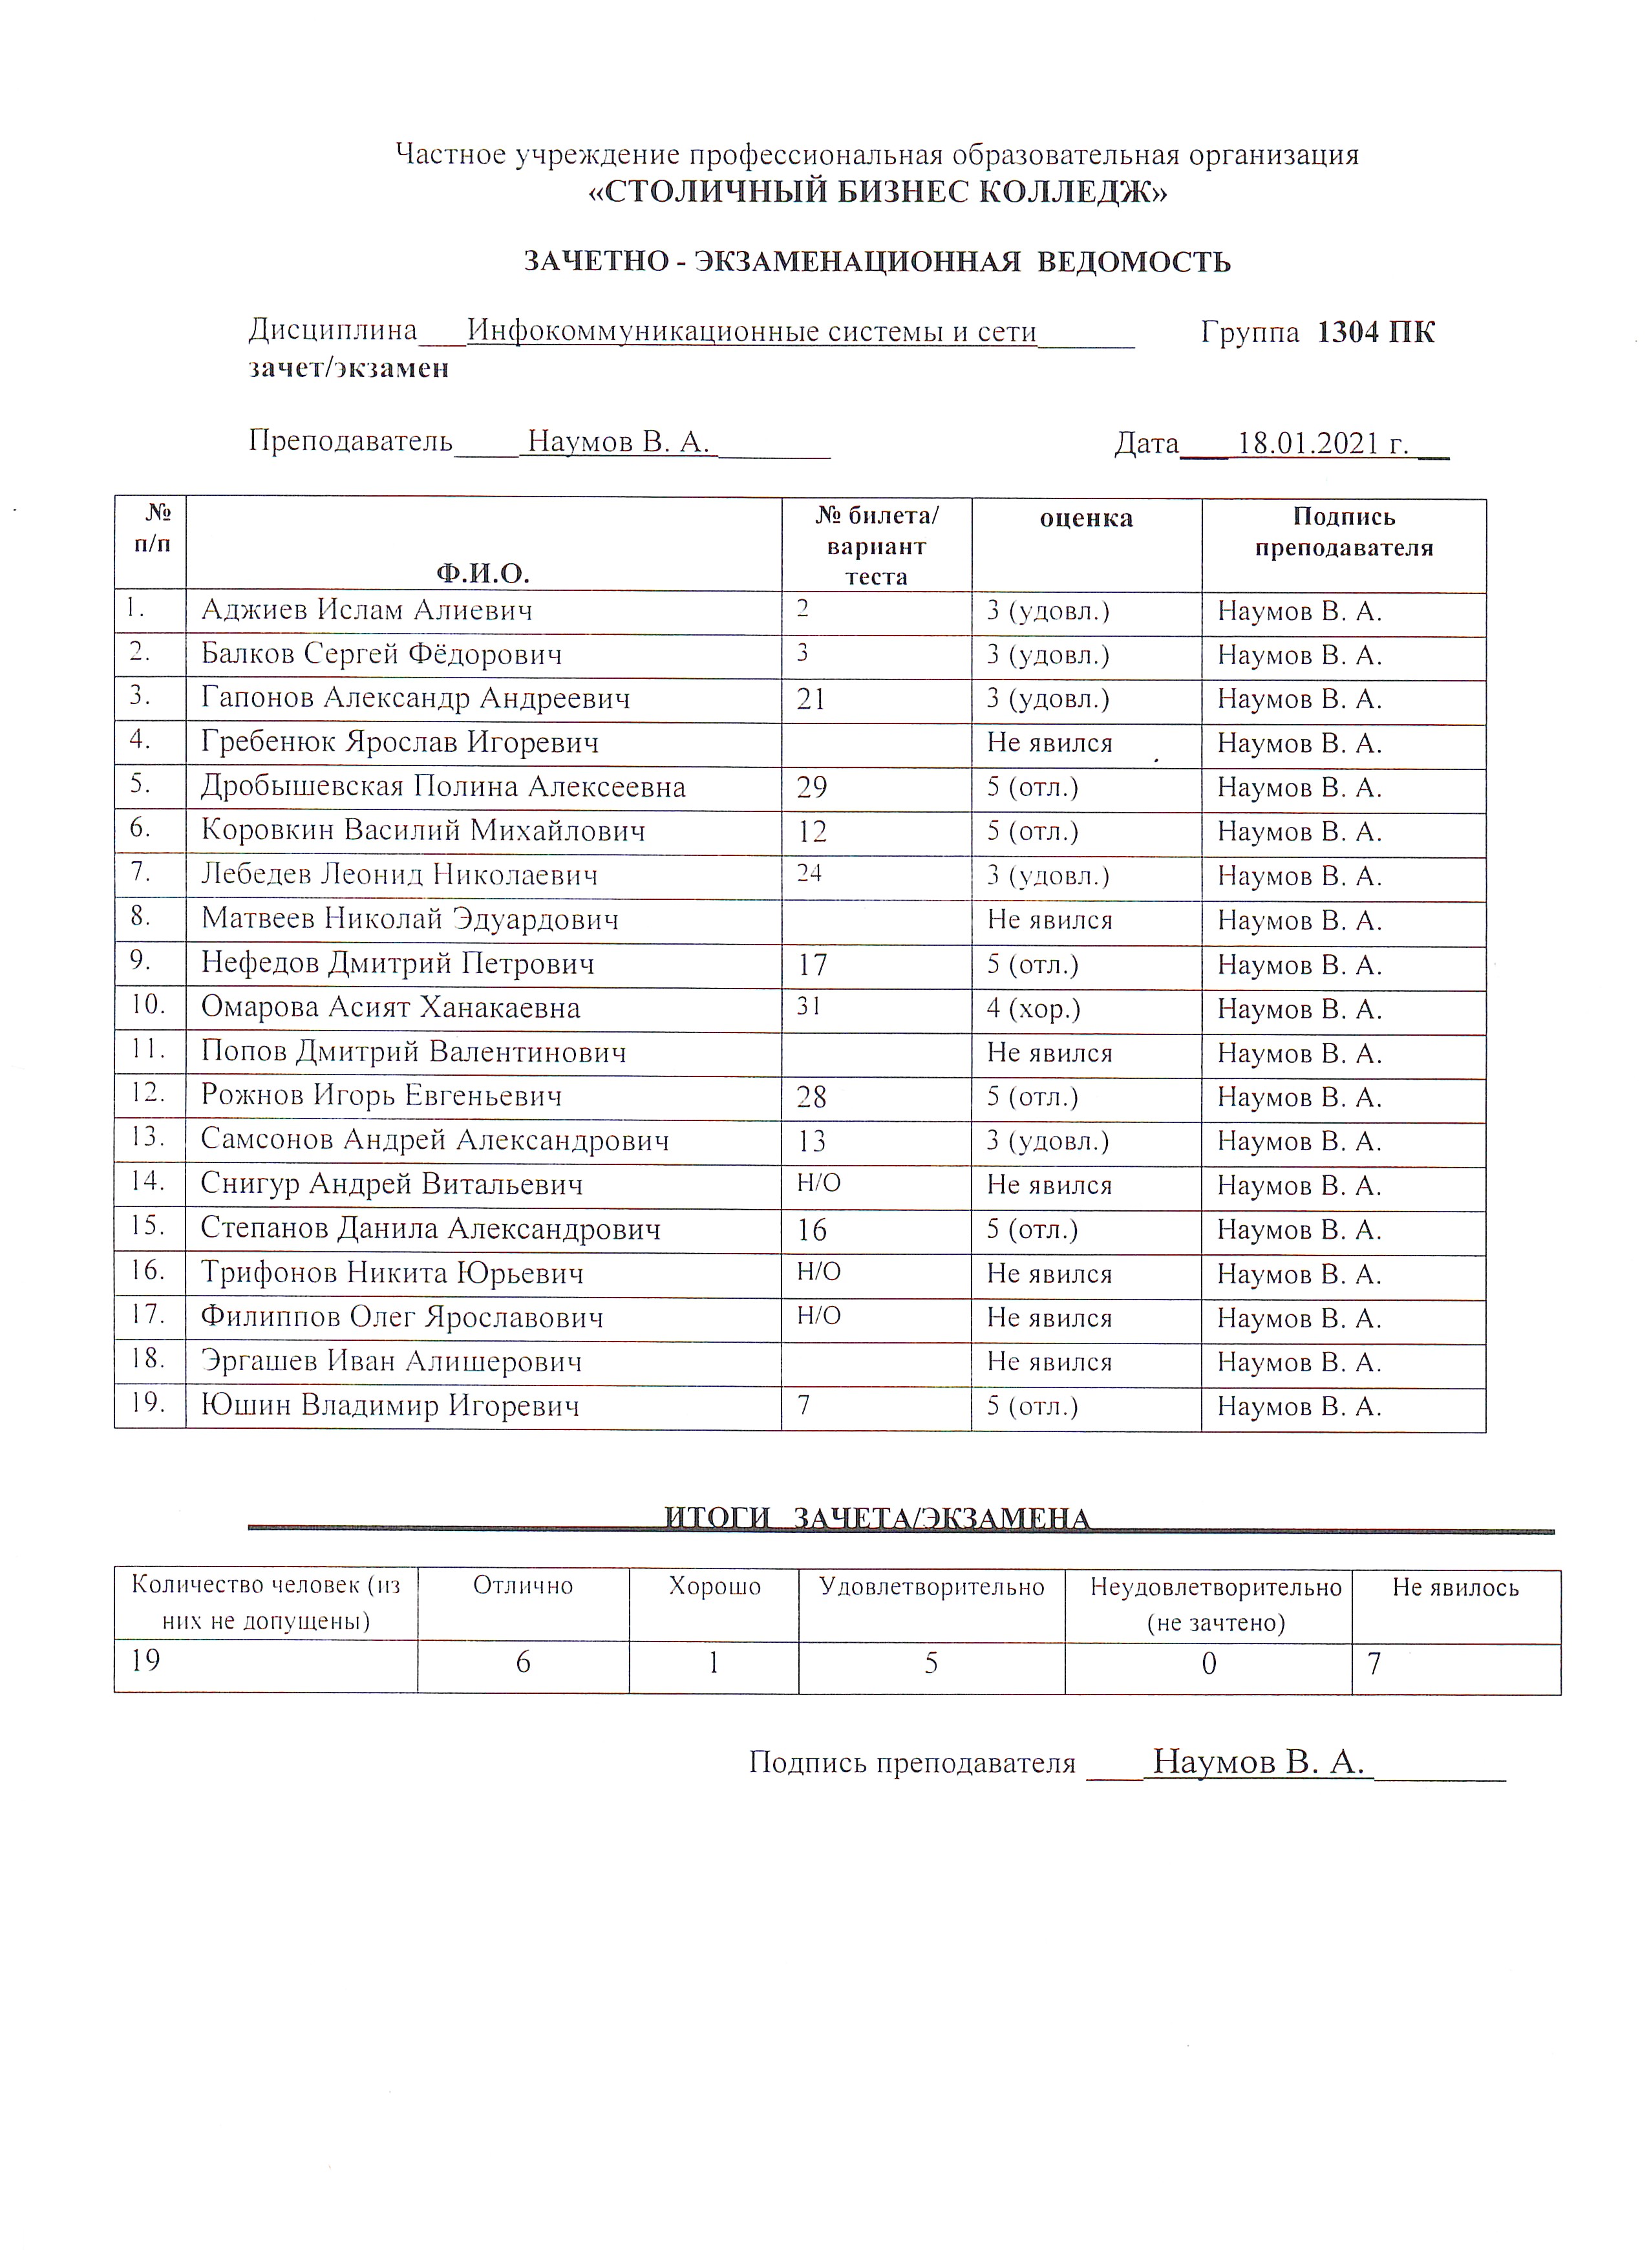 Частное учреждение профессиональная образовательная организация
«СТОЛИЧНЫЙ БИЗНЕС КОЛЛЕДЖ»
ЗАЧЕТНО - ЭКЗАМЕНАЦИОННАЯ ВЕДОМОСТЬ
Дисциплина___Инфокоммуникационные системы и сети______ Группа 1304 ПК
зачет/экзамен
Преподаватель____ Наумов В. А._______ Дата___ 18.01.2021 г.__
№ п/п Ф.И.О. № билета/ вариант теста оценка Подпись преподавателя
1. Аджиев Ислам Алиевич 2 3 (удовл.) Наумов В. А.
2. Балков Сергей Фёдорович 3 3 (удовл.) Наумов В. А.
3. Гапонов Александр Андреевич 21 3 (удовл.) Наумов В. А.
4. Гребенюк Ярослав Игоревич Не явился Наумов В. А.
5. Дробышевская Полина Алексеевна 29 5 (отл.) Наумов В. А.
6. Коровкин Василий Михайлович 12 5 (отл.) Наумов В. А.
7. Лебедев Леонид Николаевич 24 3 (удовл.) Наумов В. А.
8. Матвеев Николай Эдуардович Не явился Наумов В. А.
9. Нефедов Дмитрий Петрович 17 5 (отл.) Наумов В. А.
10. Омарова Асият Ханакаевна 31 4 (хор.) Наумов В. А.
11. Попов Дмитрий Валентинович Не явился Наумов В. А.
12. Рожнов Игорь Евгеньевич 28 5 (отл.) Наумов В. А.
13. Самсонов Андрей Александрович 13 3 (удовл.) Наумов В. А.
14. Снигур Андрей Витальевич Н/О Не явился Наумов В. А.
15. Степанов Данила Александрович 16 5 (отл.) Наумов В. А.
16. Трифонов Никита Юрьевич Н/О Не явился Наумов В. А.
17. Филиппов Олег Ярославович Н/О Не явился Наумов В. А.
18. Эргашев Иван Алишерович Не явился Наумов В. А.
19. Юшин Владимир Игоревич 7 5 (отл.) Наумов В. А.
ИТОГИ ЗАЧЕТА/ЭКЗАМЕНА
Количество человек (из них не допущены) Отлично Хорошо Удовлетворительно Неудовлетворительно (не зачтено) Не явилось
19 6 1 5 0 7
Подпись преподавателя ____ Наумов В. А.________